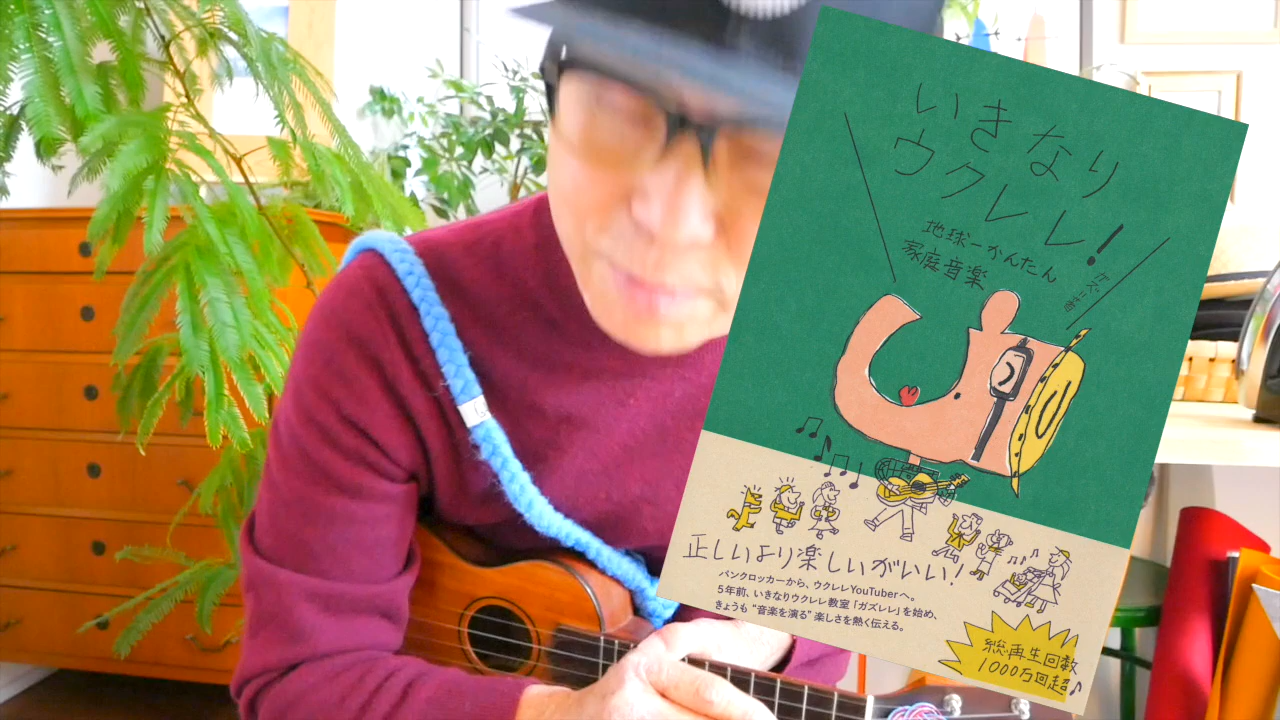 いきなり
ウクレレ!
地球一かんたん
家庭音楽
ガズ 著
正しいより楽しいがいい!
パンクロッカーから、ウクレレYouTuberへ。
5年前、いきなりウクレレ教室「ガズレレ」を始め、
きょうも“音楽を演る”楽しさを熱く伝える。
総再生回数
1000万回超